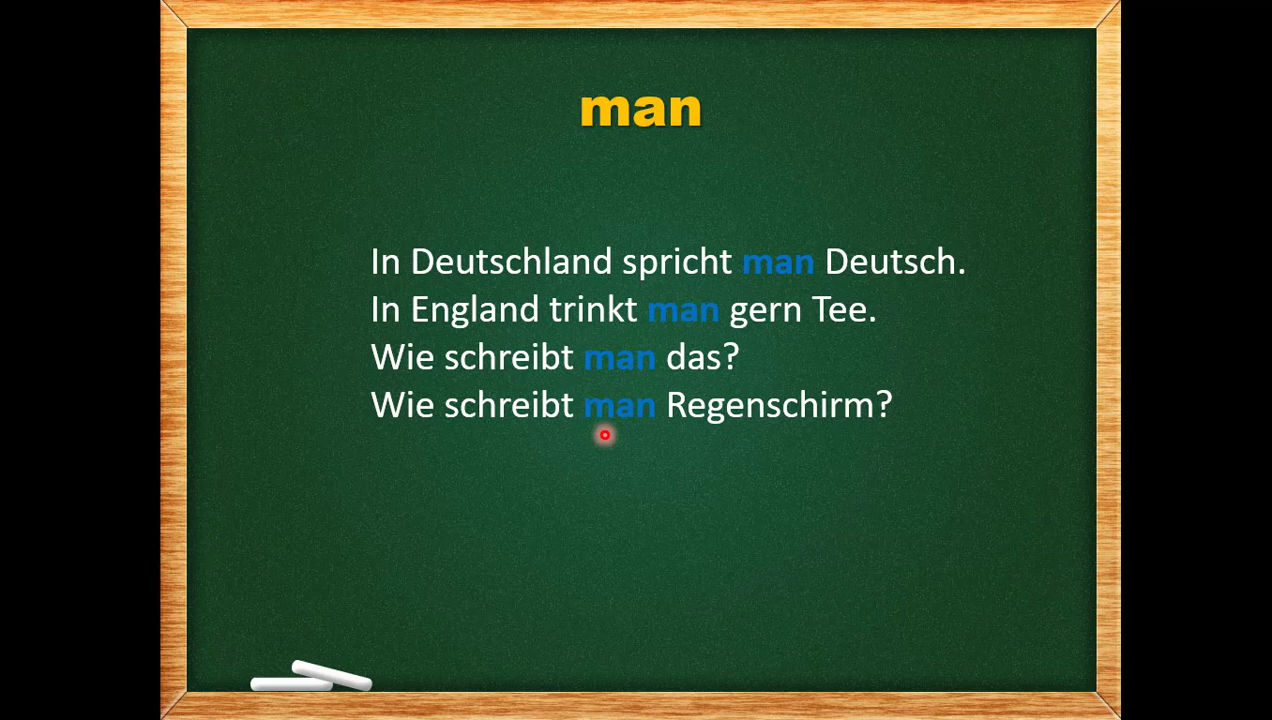 man
In Deutschland spricht man Deutsch.
In England trinkt man gern Tee.
Wie schreibt man das?
Wie schreibt man Regenschirm?